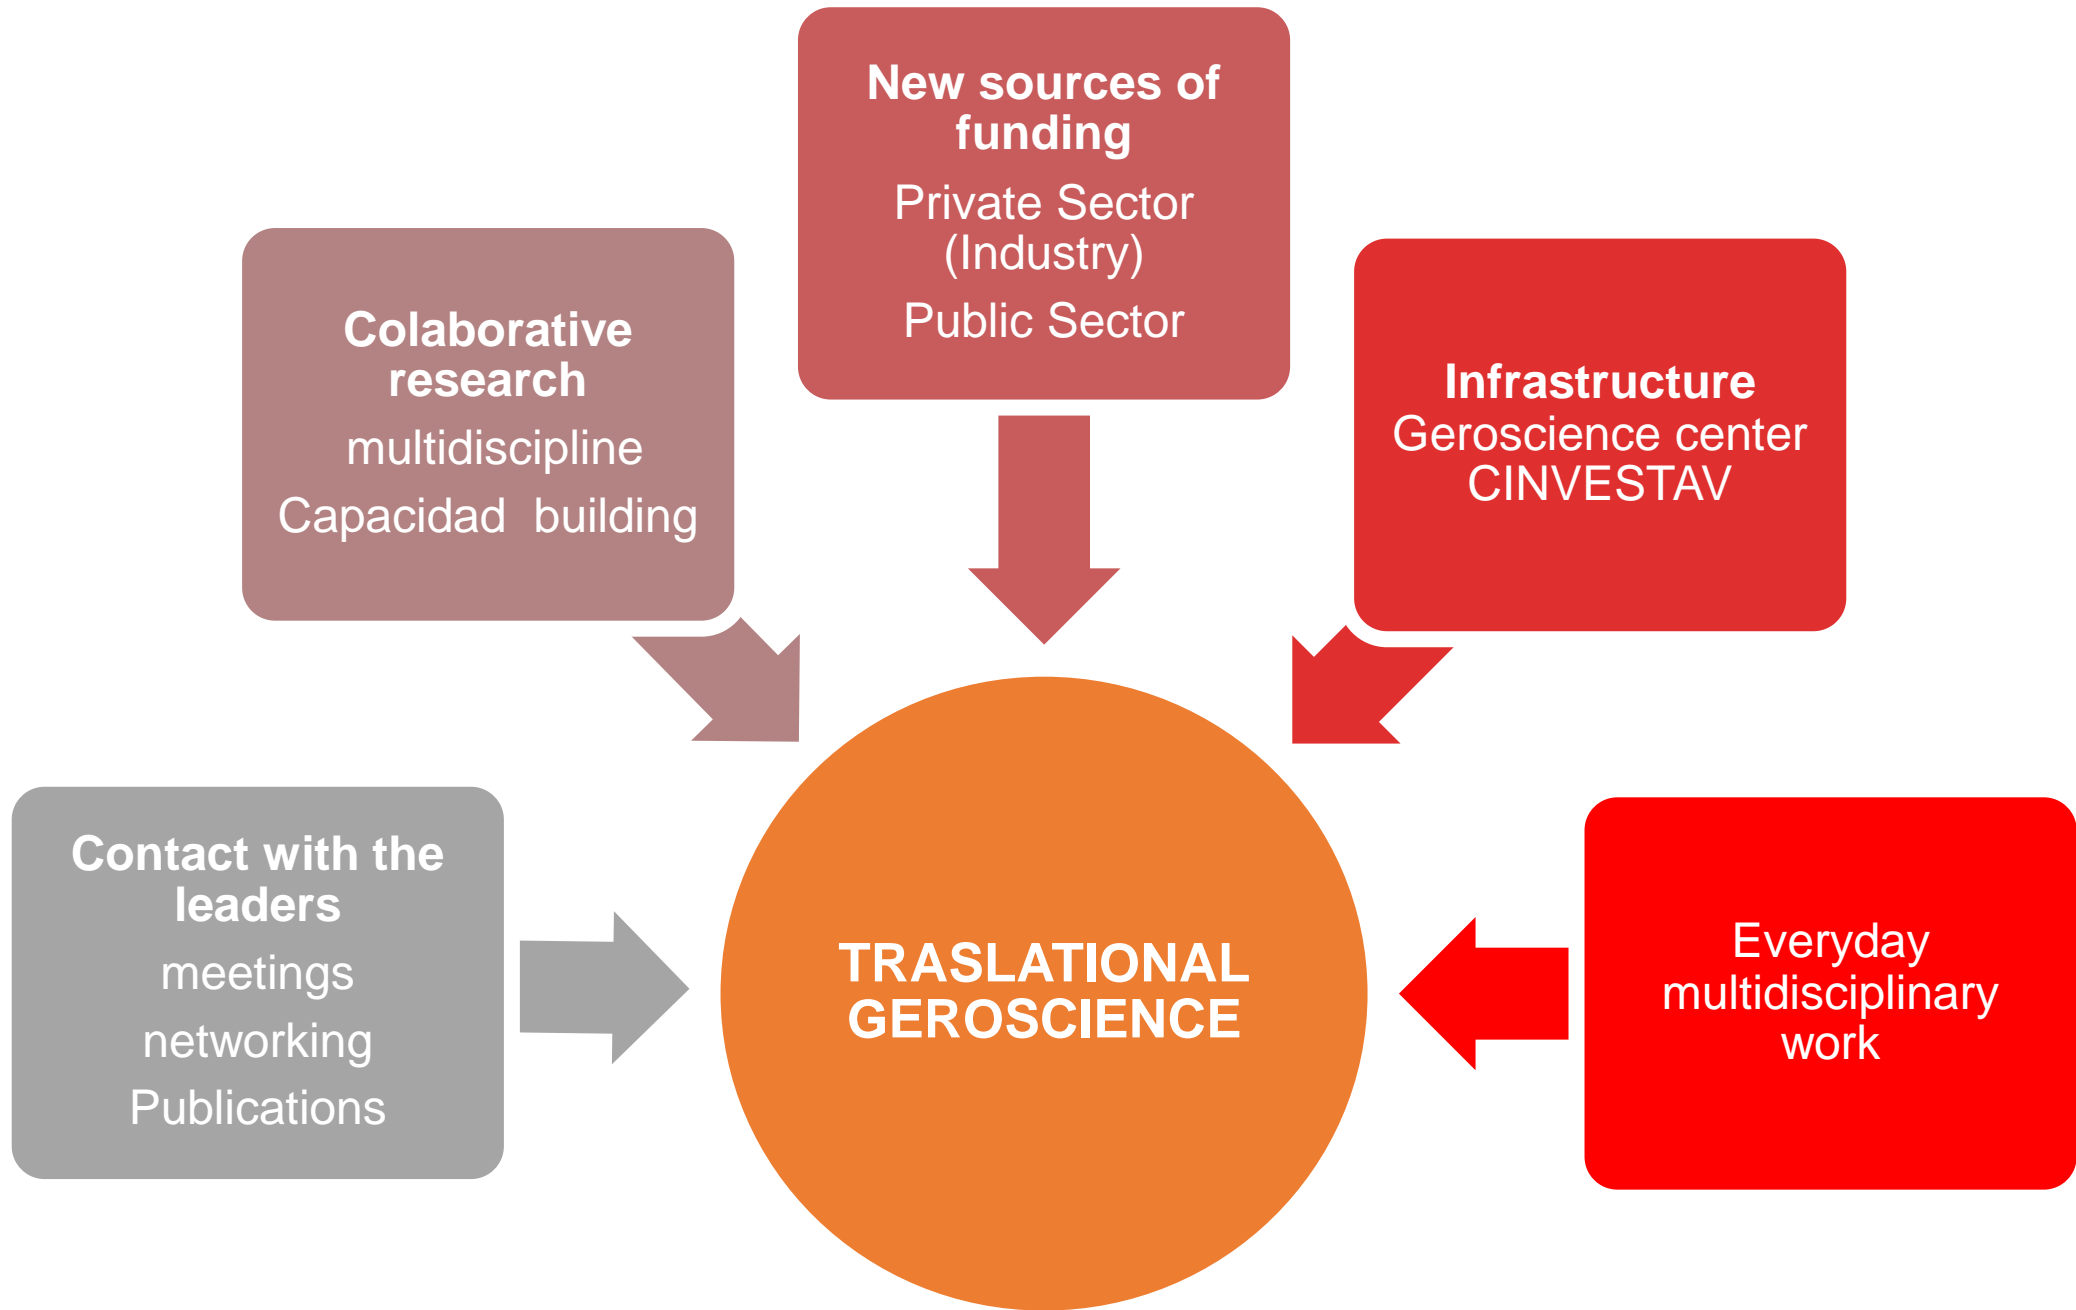 New sources of
funding
Private Sector
(Industry)
Public Sector
Colaborative
research
multidiscipline
Capacidad  building
Infrastructure
Geroscience center
CINVESTAV
Contact with the
leaders
meetings
networking
Publications
TRASLATIONAL
GEROSCIENCE
Everyday
multidisciplinary
work